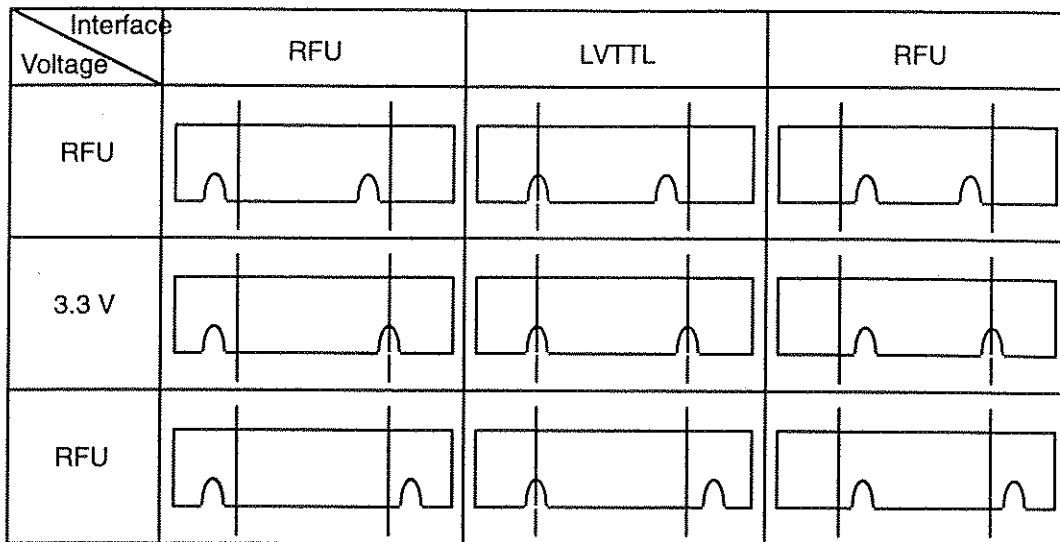 Interface
Voltage
RFU
LVTTL
RFU
RFU
3.3 V
RFU